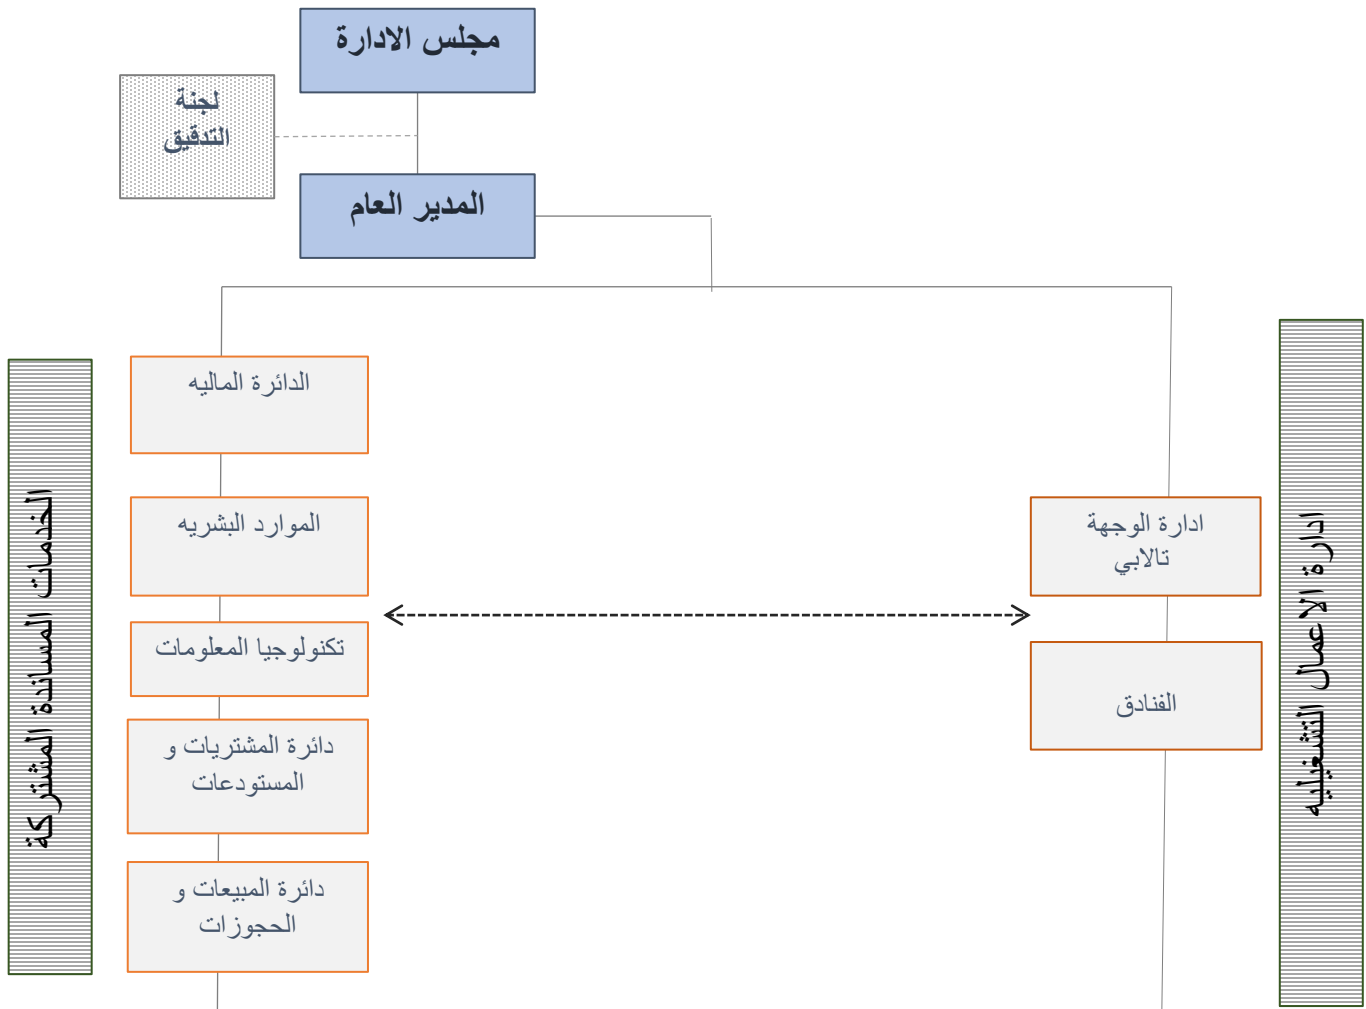 مجلس الادارة
لجنة
التدقيق
المدير العام
الدائرة الماليه
الموارد البشريه
تكنولوجيا المعلومات
دائرة المشتريات و
المستودعات
دائرة المبيعات و
الحجوزات
الخدمات المساندة المشتركة
ادارة الوجهة
تالابي
الفنادق
ادارة الاعمال التشغيليه